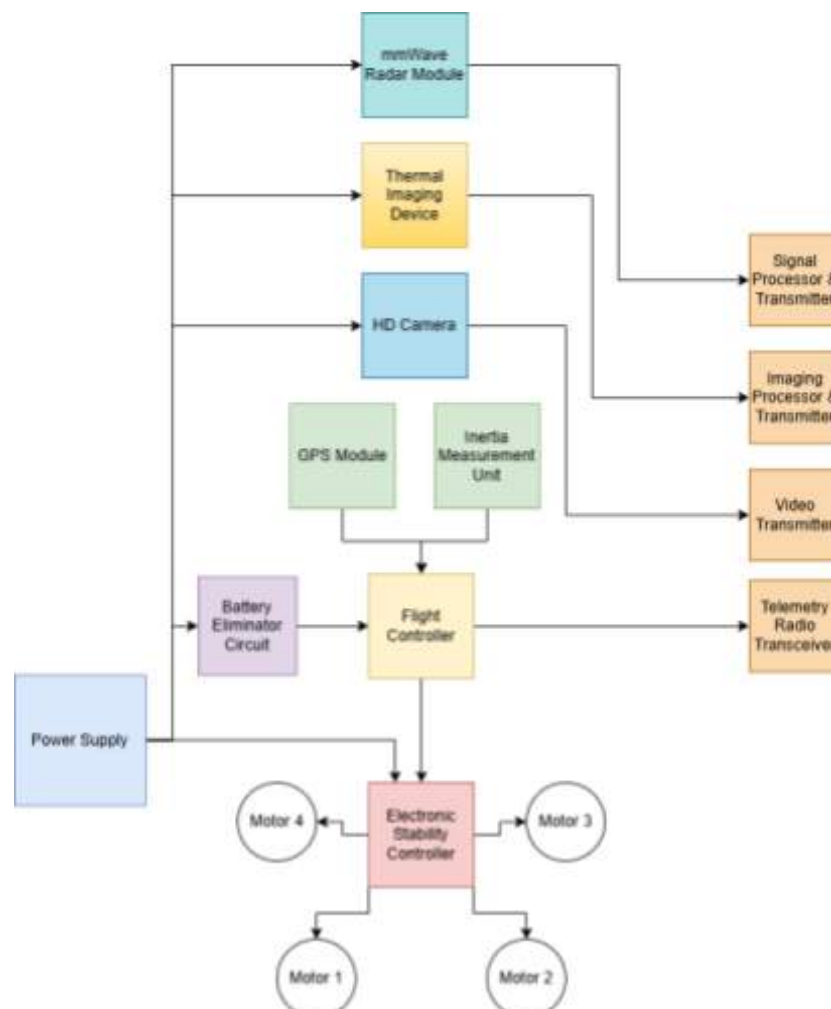 mmWave
Radar Module
Thermal
Imaging
Device
HD Camera
Signal
Processor &
Transmitter
Imaging
Processor &
Transmitter
GPS Module
Inertia
Measurement
Unit
Video
Transmitter
Battery
Eliminator
Circuit
Flight
Controller
Telemetry
Radio
Transceive
Power Supply
Electronic
Stability
Controller
Motor 4
Motor 3
Motor 1
Motor 2